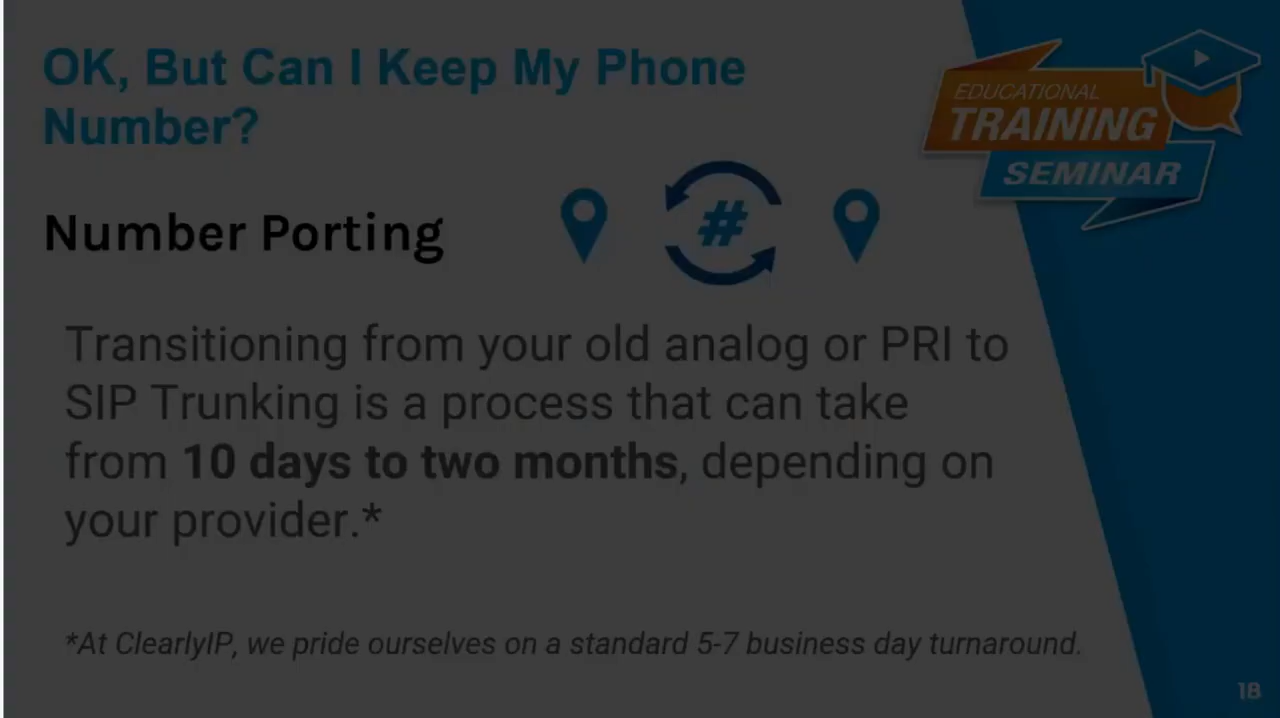 OK, But Can I Keep My Phone
Number?
EDUCATIONAL
TRAINING
SEMINAR
Number Porting
#
Transitioning from your old analog or PRI to
SIP Trunking is a process that can take
from 10 days to two months, depending on
your provider.*
*At ClearlyIP, we pride ourselves on a standard 5-7 business day turnaround.
18